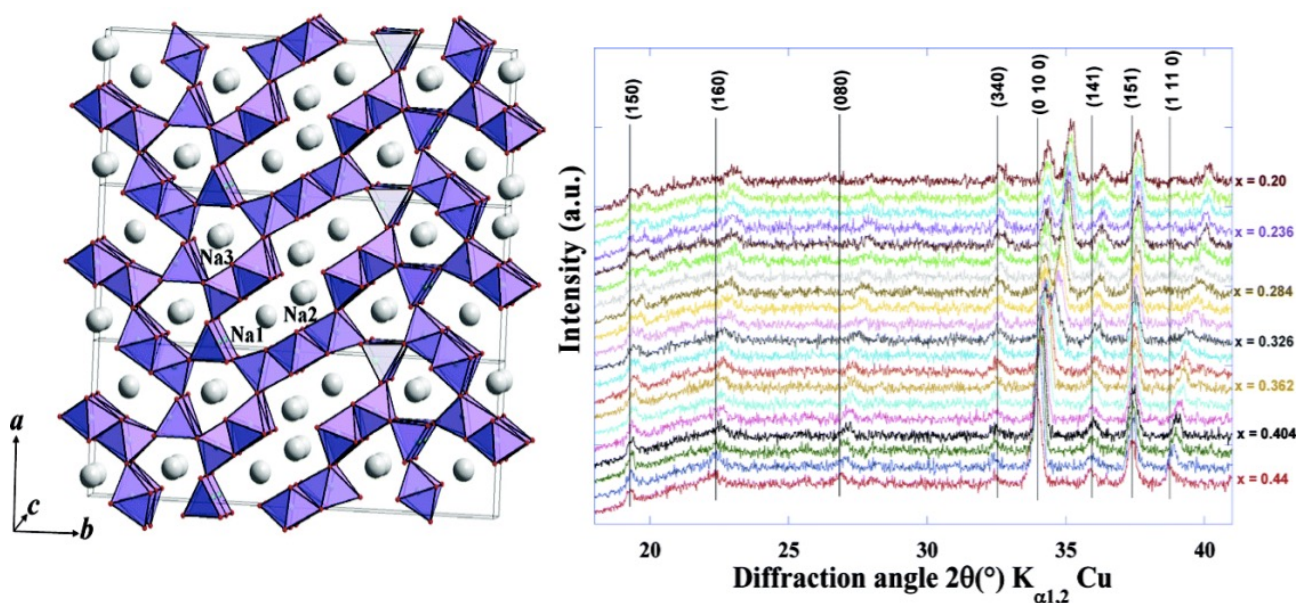 Na3
Na2
Na1
a
c
b
(150)
(160)
(080)
(340)
(0 10 0)
(141)
(151)
(1 11 0)
Intensity (a.u.)
x = 0.20
x = 0.236
x = 0.284
x = 0.326
x = 0.362
x = 0.404
x = 0.44
20 25 30 35 40
Diffraction angle 2θ(°) Kα1,2 Cu